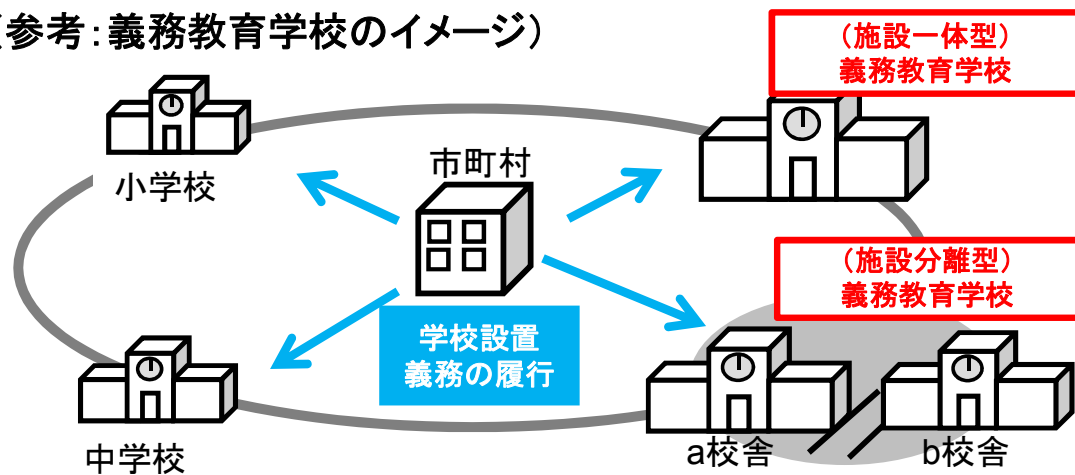 (参考:義務教育学校のイメージ)
(施設一体型)
義務教育学校
小学校
市町村
(施設分離型)
義務教育学校
学校設置
義務の履行
中学校
a校舎
b校舎